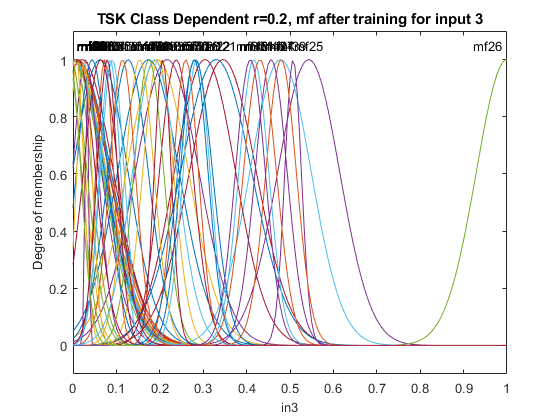 TSK Class Dependent r=0.2, mf after training for input 3
mf25 mf26
1
0.8
0.6
0.4
0.2
0
Degree of membership
0 0.1 0.2 0.3 0.4 0.5 0.6 0.7 0.8 0.9 1
in3